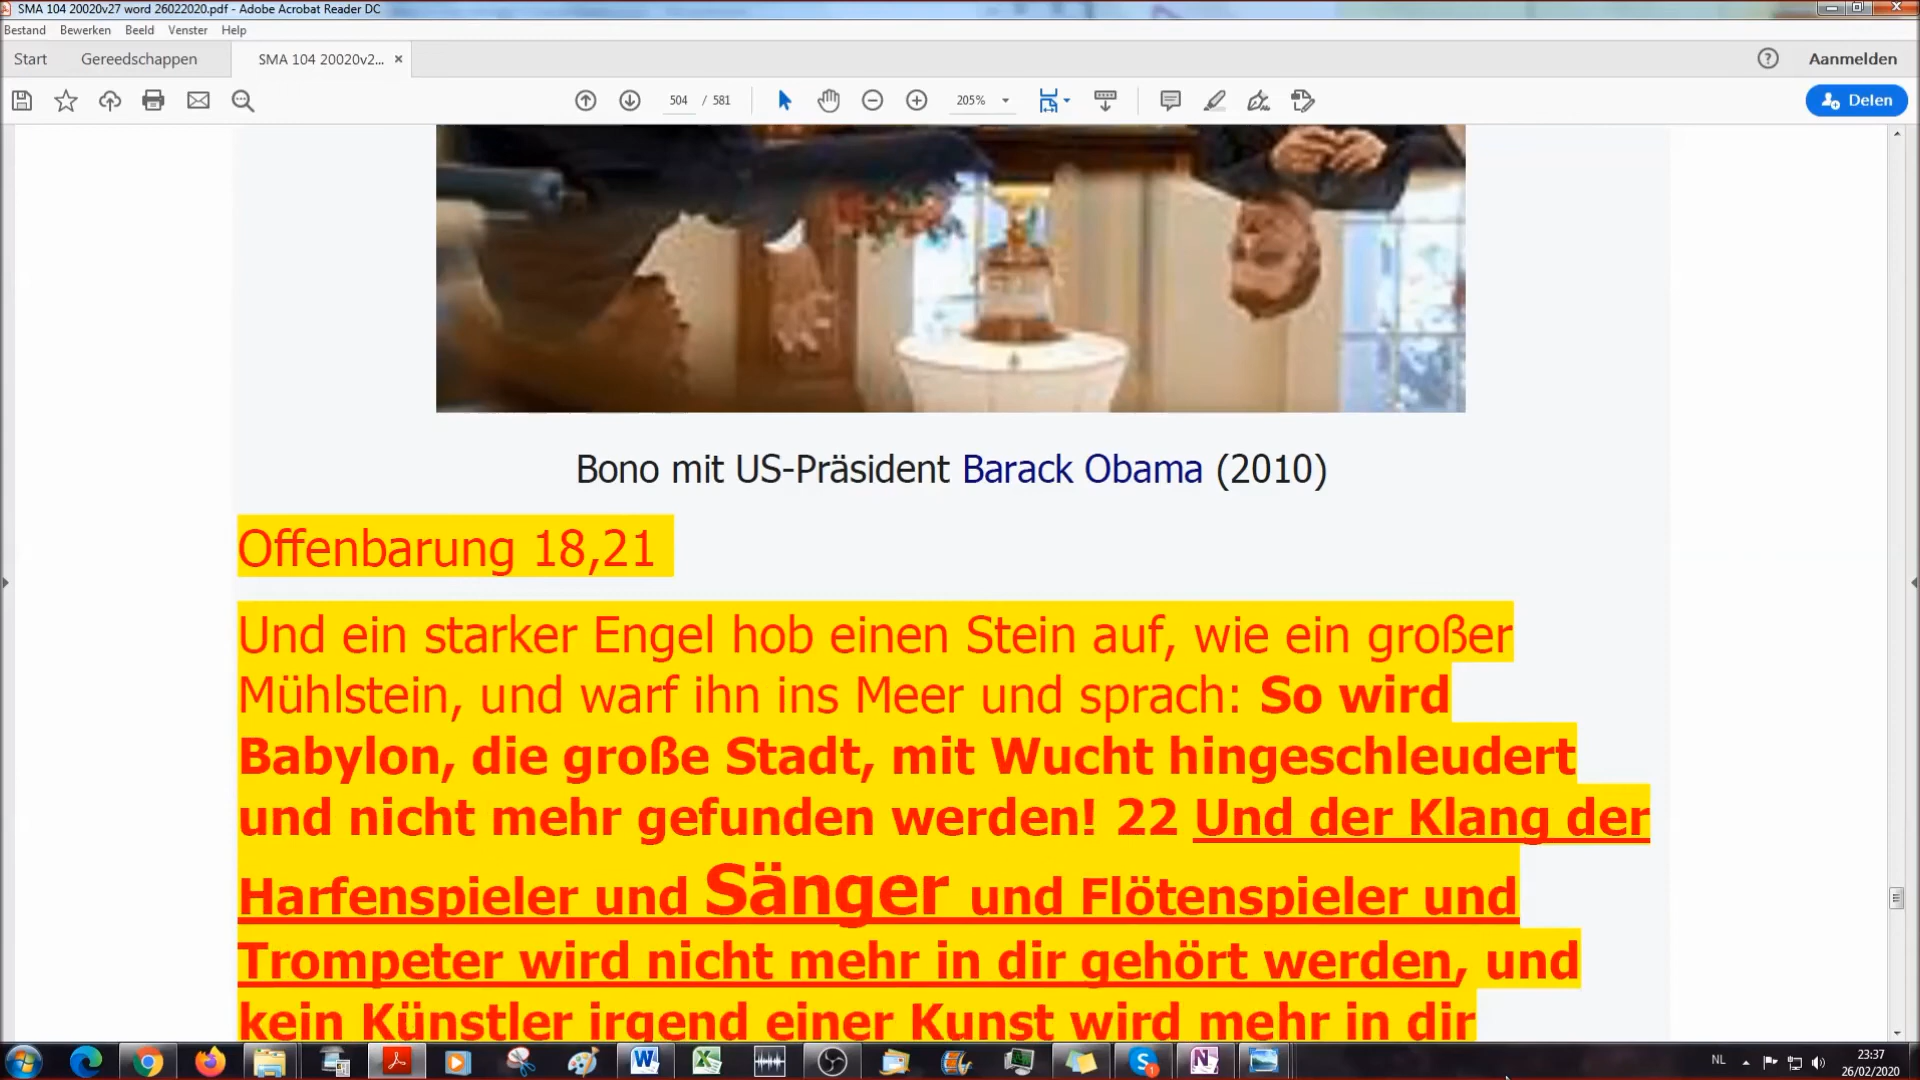 SMA 104 20020v27 word 26022020.pdf - Adobe Acrobat Reader DC
Bestand Bewerken Beeld Venster Help
Start Gereedschappen SMA 104 20020v2... × Aanmelden
504 / 581 205% Delen
Bono mit US-Präsident Barack Obama (2010)
Offenbarung 18,21
Und ein starker Engel hob einen Stein auf, wie ein großer
Mühlstein, und warf ihn ins Meer und sprach: So wird
Babylon, die große Stadt, mit Wucht hingeschleudert
und nicht mehr gefunden werden! 22 Und der Klang der
Harfenspieler und Sänger und Flötenspieler und
Trompeter wird nicht mehr in dir gehört werden, und
kein Künstler irgend einer Kunst wird mehr in dir
NL 23:37
26/02/2020